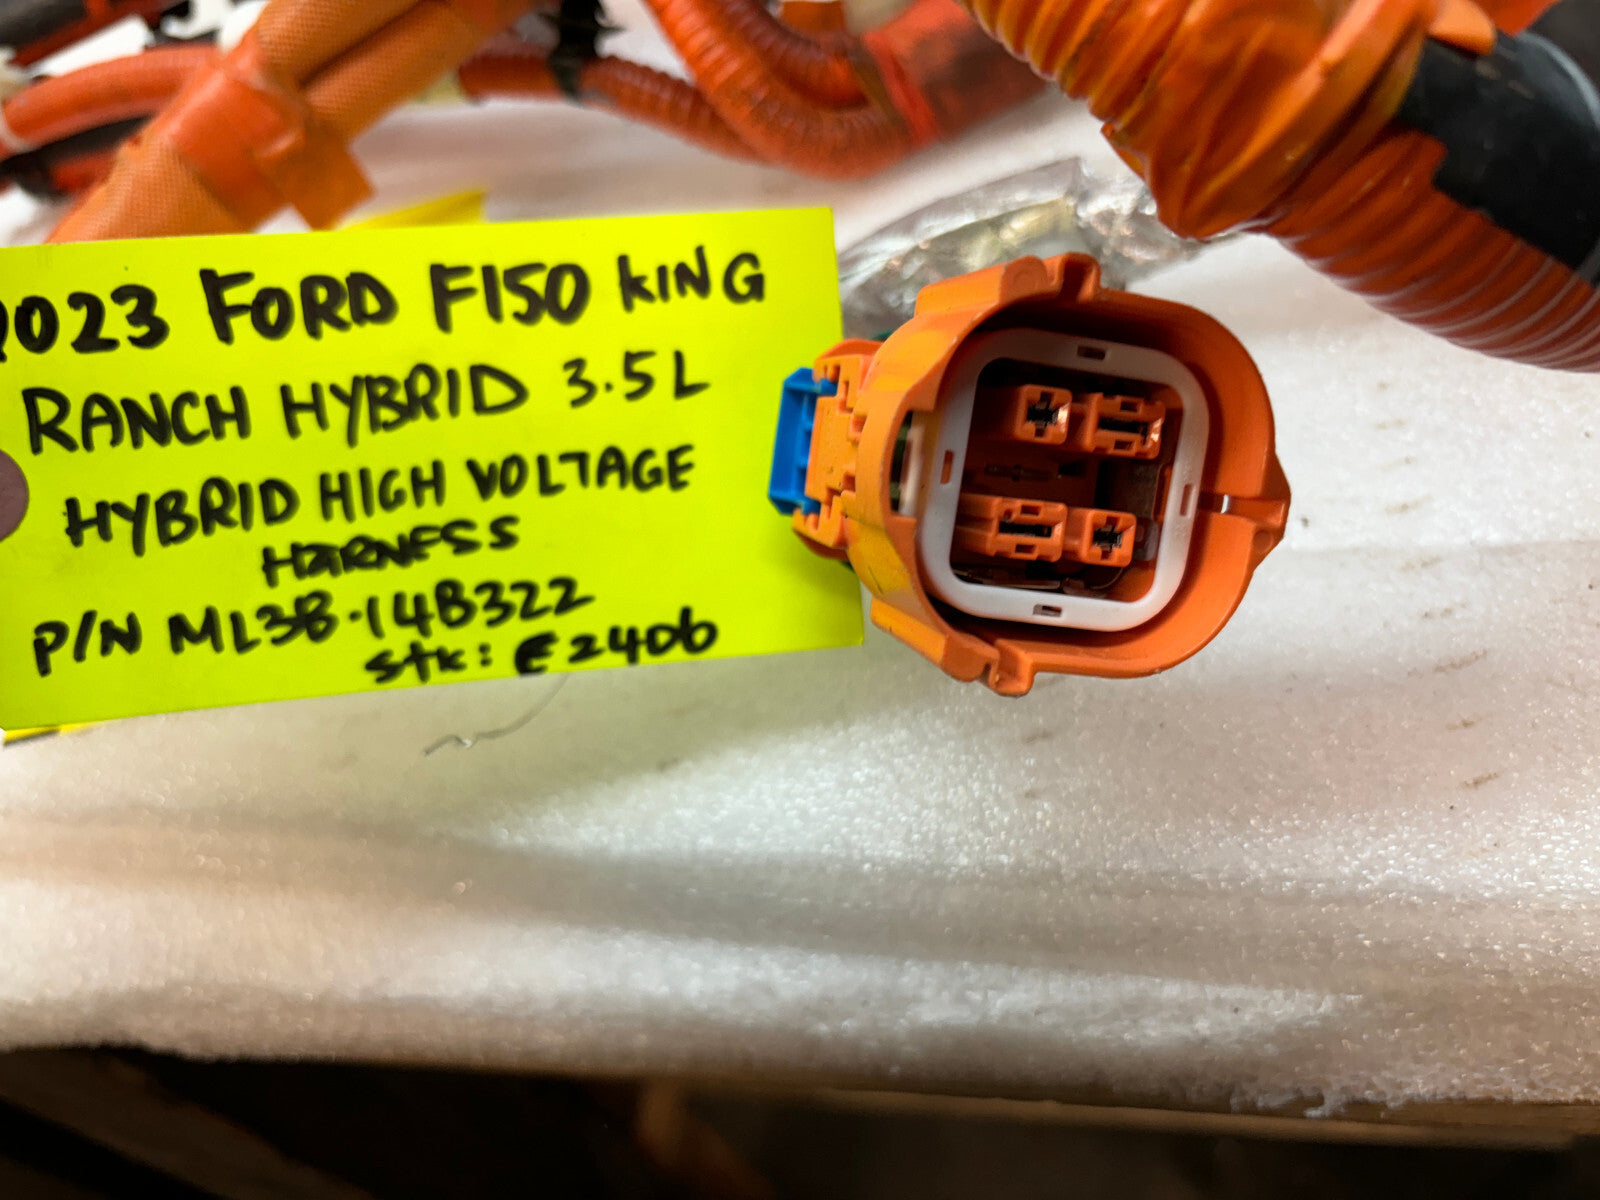 2023 FORD F150 KING
RANCH HYBRID 3.5L
HYBRID HIGH VOLTAGE
HARNESS
P/N ML3B-14B322
Stk: E2406